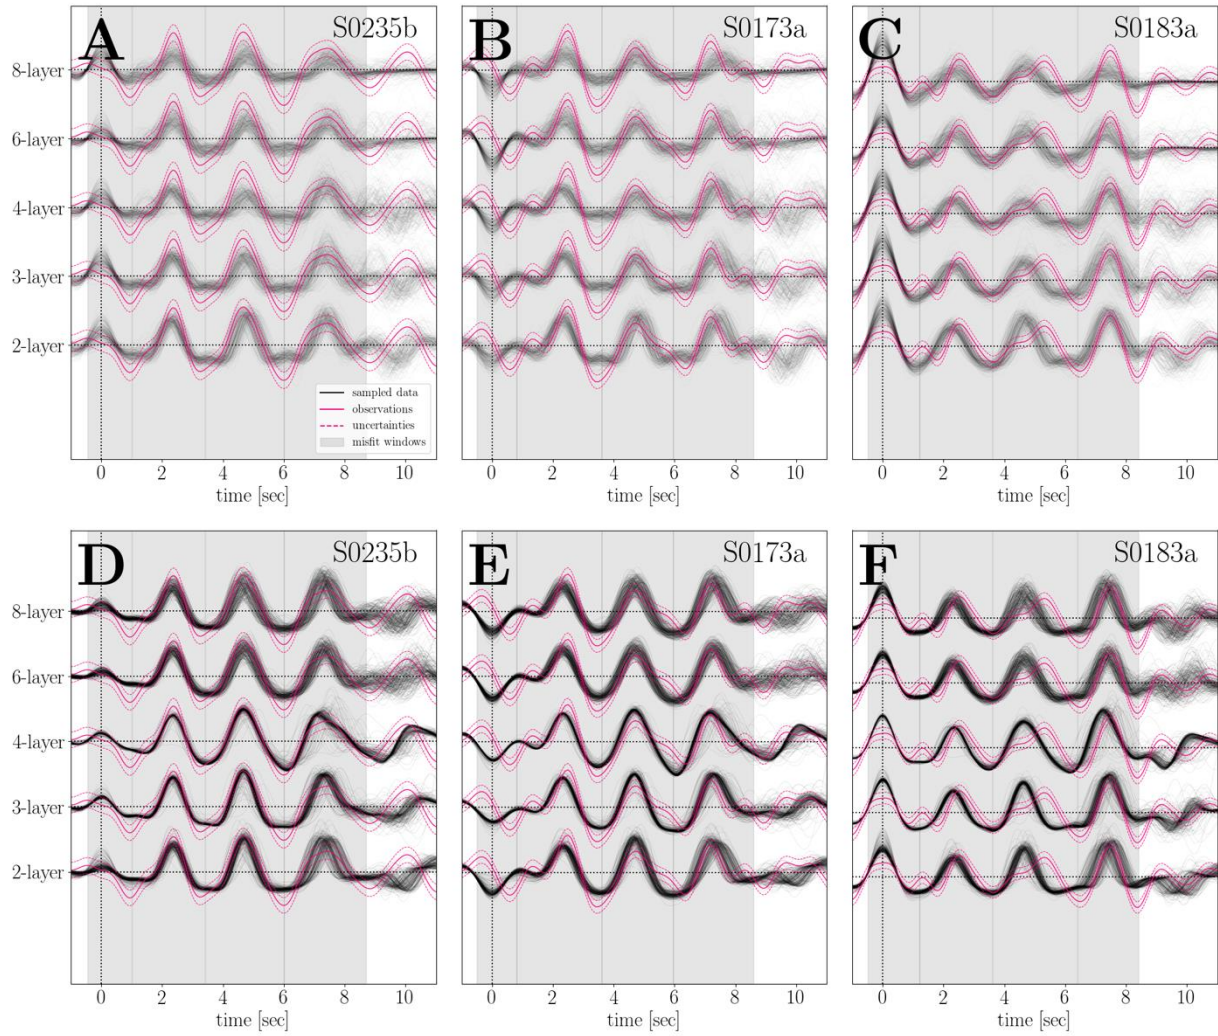 A
S0235b
B
S0173a
C
S0183a
8-layer
6-layer
4-layer
3-layer
2-layer
sampled data
observations
uncertainties
misfit windows
0 2 4 6 8 10
0 2 4 6 8 10
0 2 4 6 8 10
time [sec]
time [sec]
time [sec]
D
S0235b
E
S0173a
F
S0183a
8-layer
6-layer
4-layer
3-layer
2-layer
0 2 4 6 8 10
0 2 4 6 8 10
0 2 4 6 8 10
time [sec]
time [sec]
time [sec]